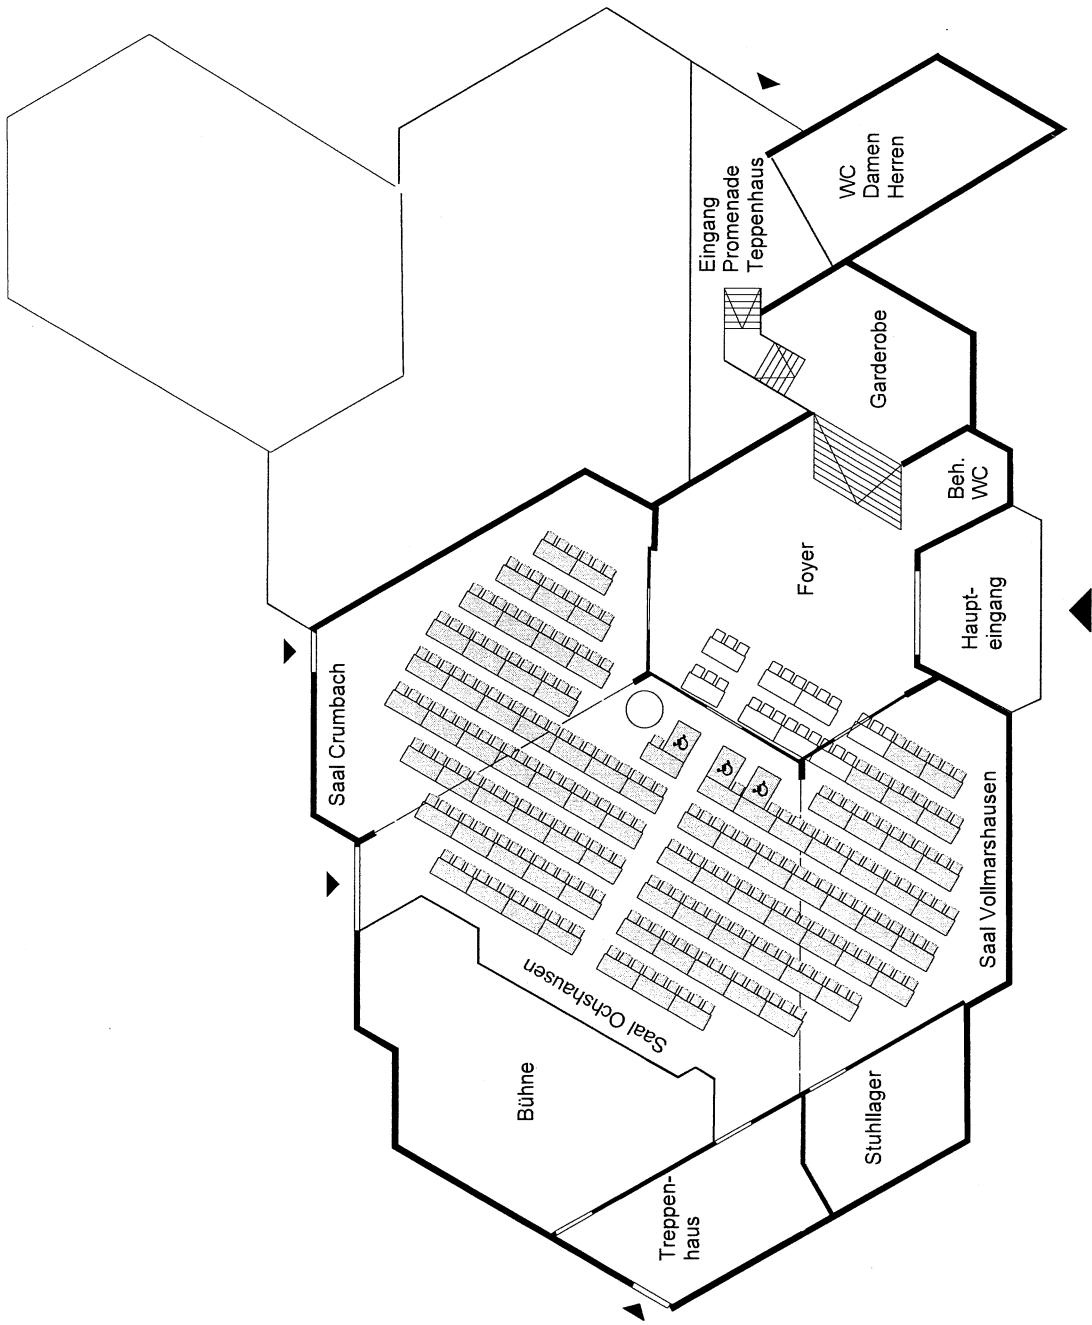 Eingang
Promenade
Teppenhaus
WC
Damen
Herren
Garderobe
Beh.
WC
Foyer
Haupt-
eingang
Saal Crumbach
Saal Vollmarshausen
Saal Ochshausen
Bühne
Stuhllager
Treppen-
haus